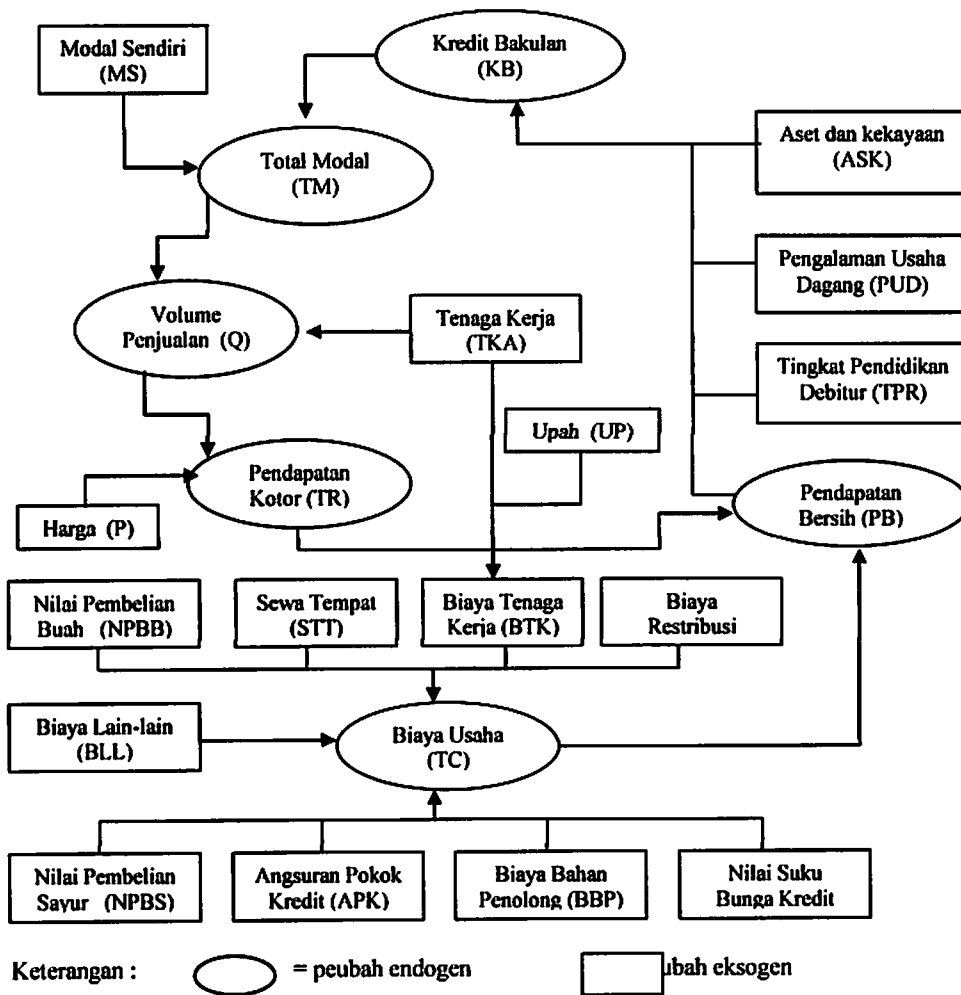 Modal Sendiri
(MS)
Kredit Bakulan
(KB)
Total Modal
(TM)
Aset dan kekayaan
(ASK)
Volume
Penjualan (Q)
Tenaga Kerja
(TKA)
Pengalaman Usaha
Dagang (PUD)
Tingkat Pendidikan
Debitur (TPR)
Upah (UP)
Pendapatan
Kotor (TR)
Pendapatan
Bersih (PB)
Harga (P)
Nilai Pembelian
Buah (NPBB)
Sewa Tempat
(STT)
Biaya Tenaga
Kerja (BTK)
Biaya
Restribusi
Biaya Lain-lain
(BLL)
Biaya Usaha
(TC)
Nilai Pembelian
Sayur (NPBS)
Angsuran Pokok
Kredit (APK)
Biaya Bahan
Penolong (BBP)
Nilai Suku
Bunga Kredit
Keterangan :
= peubah endogen
ubah eksogen